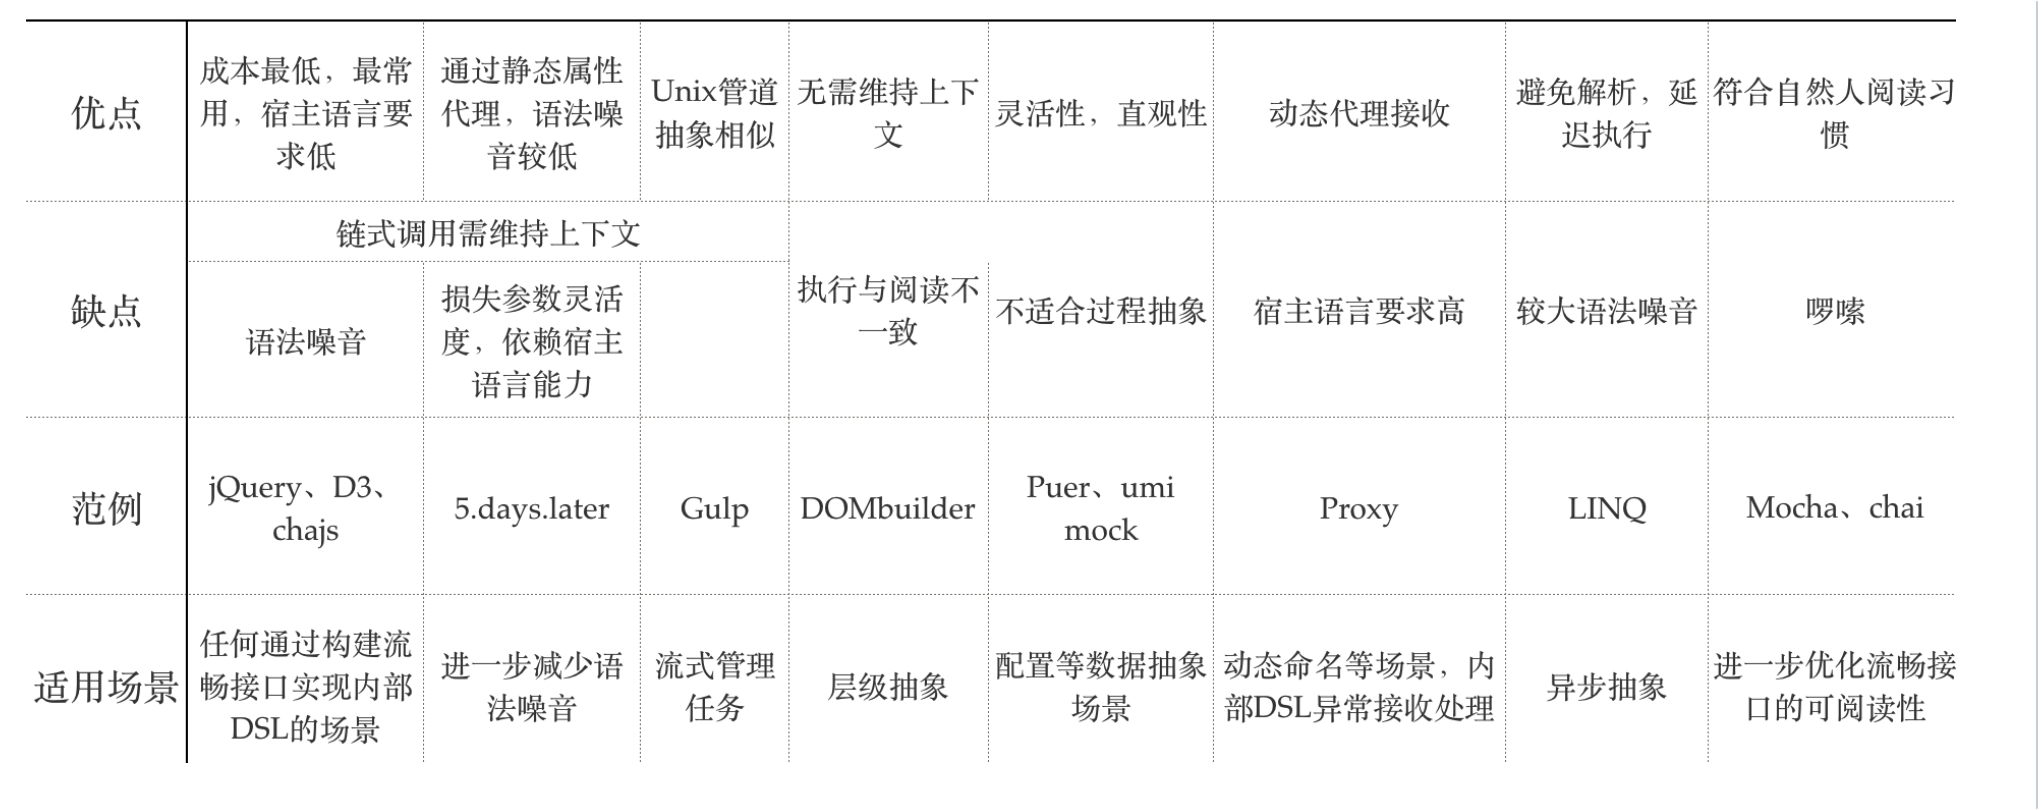 优点
成本最低，最常
用，宿主语言要
求低
通过静态属性
代理，语法噪
音较低
Unix管道
抽象相似
无需维持上下
文
灵活性，直观性
动态代理接收
避免解析，延
迟执行
符合自然人阅读习
惯
缺点
链式调用需维持上下文
语法噪音
损失参数灵活
度，依赖宿主
语言能力
执行与阅读不
一致
不适合过程抽象
宿主语言要求高
较大语法噪音
啰嗦
范例
jQuery、D3、
chajs
5.days.later
Gulp
DOMbuilder
Puer、umi
mock
Proxy
LINQ
Mocha、chai
适用场景
任何通过构建流
畅接口实现内部
DSL的场景
进一步减少语
法噪音
流式管理
任务
层级抽象
配置等数据抽象
场景
动态命名等场景，内
部DSL异常接收处理
异步抽象
进一步优化流畅接
口的可阅读性